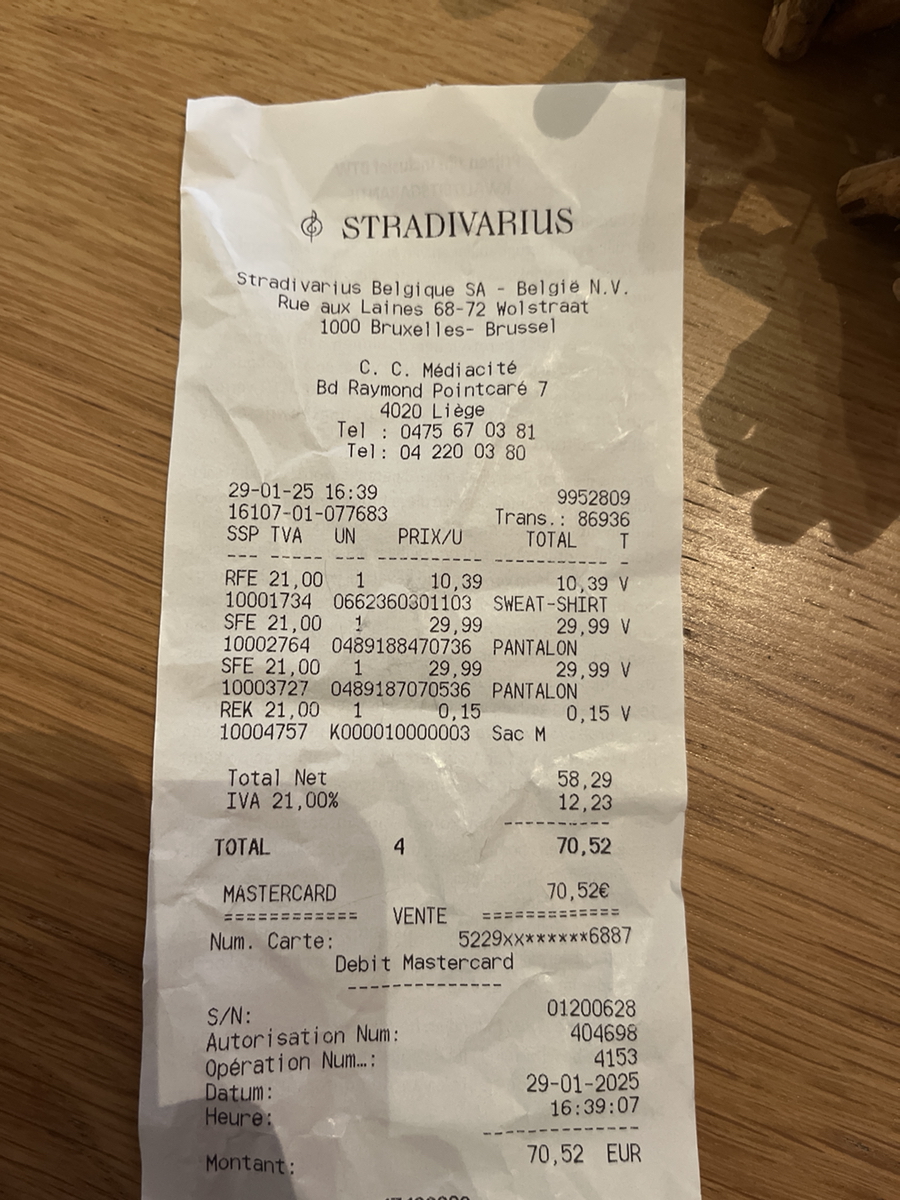 STRADIVARIUS
Stradivarius Belgique SA - België N.V.
Rue aux Laines 68-72 Wolstraat
1000 Bruxelles- Brussel
C. C. Médiacité
Bd Raymond Pointcaré 7
4020 Liège
Tel : 0475 67 03 81
Tel: 04 220 03 80
29-01-25 16:39 9952809
16107-01-077683 Trans.: 86936
SSP TVA UN PRIX/U TOTAL T
--- ----- --- ---------- ---------- -
RFE 21,00 1 10,39 10,39 V
10001734 0662360301103 SWEAT-SHIRT
SFE 21,00 1 29,99 29,99 V
10002764 0489188470736 PANTALON
SFE 21,00 1 29,99 29,99 V
10003727 0489187070536 PANTALON
REK 21,00 1 0,15 0,15 V
10004757 K000010000003 Sac M
Total Net 58,29
IVA 21,00% 12,23
----------
TOTAL 4 70,52
MASTERCARD 70,52€
============ VENTE ============
Num. Carte: 5229xx******6887
Debit Mastercard
-------------
S/N: 01200628
Autorisation Num: 404698
Opération Num…: 4153
Datum: 29-01-2025
Heure: 16:39:07
-------------
Montant: 70,52 EUR